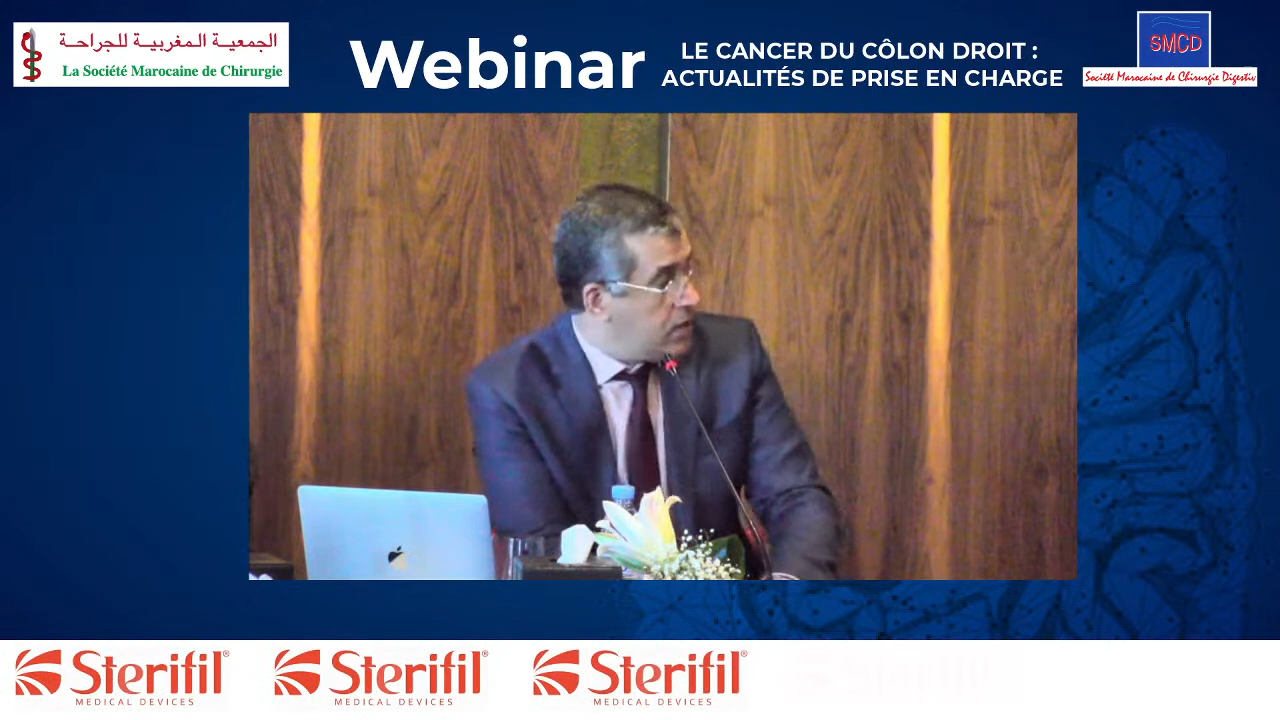 الجمعية المغربية للجراحة
La Société Marocaine de Chirurgie
Webinar
LE CANCER DU CÔLON DROIT :
ACTUALITÉS DE PRISE EN CHARGE
SMCD
Société Marocaine de Chirurgie Digestiv
Sterifil®
MEDICAL DEVICES
Sterifil®
MEDICAL DEVICES
Sterifil®
MEDICAL DEVICES